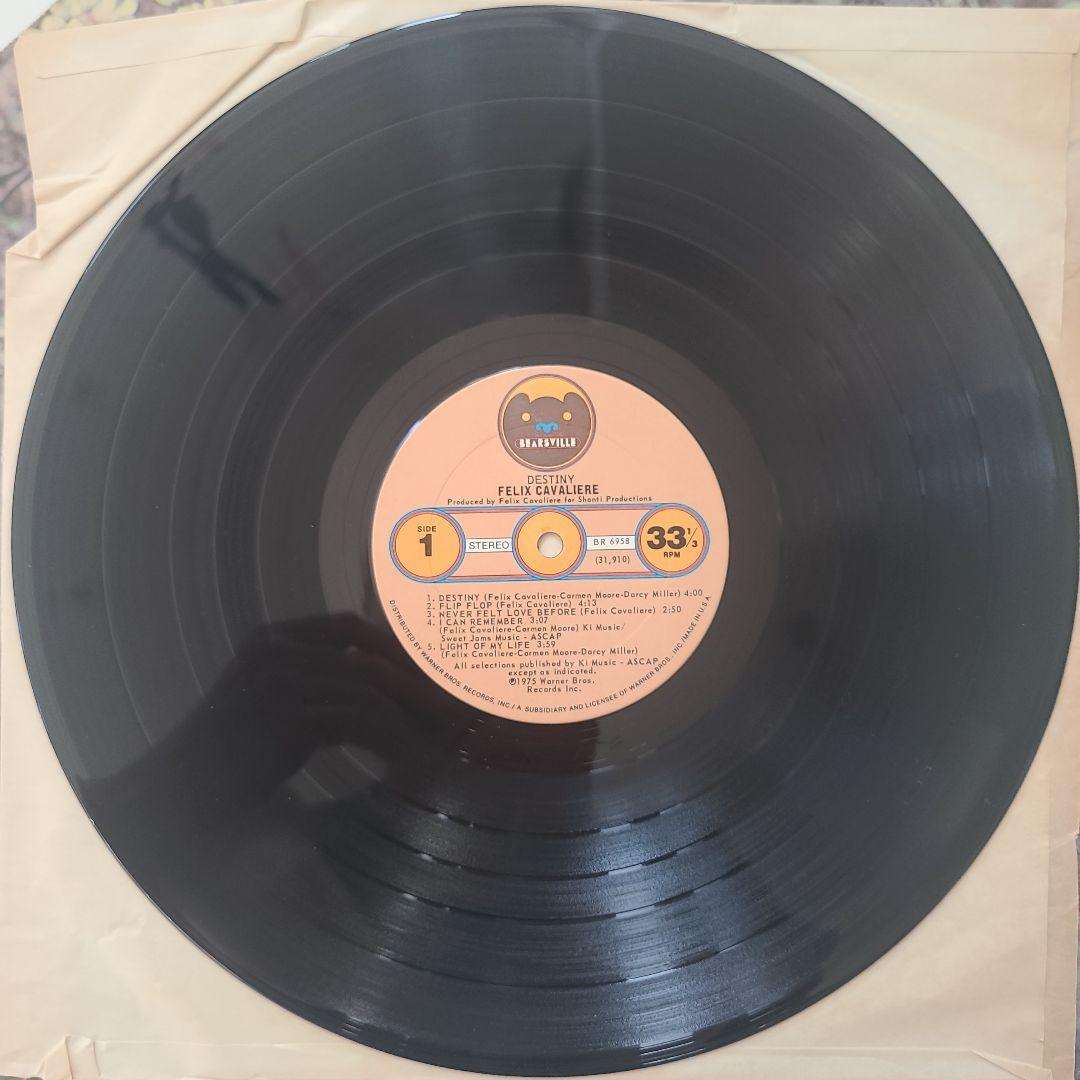 BEARSVILLE
DESTINY
FELIX CAVALIERE
Produced by Felix Cavaliere for Shanti Productions
SIDE
1
STEREO
BR 6958
(31,910)
33 1/3
RPM
1. DESTINY (Felix Cavaliere-Carmen Moore-Darcy Miller) 4:00
2. FLIP FLOP (Felix Cavaliere) 4:13
3. NEVER FELT LOVE BEFORE (Felix Cavaliere) 2:50
4. I CAN REMEMBER 3:07
(Felix Cavaliere-Carmen Moore) Ki Music/
Sweet Jams Music - ASCAP
5. LIGHT OF MY LIFE 3:59
(Felix Cavaliere-Carmen Moore-Darcy Miller)
All selections published by Ki Music - ASCAP
except as indicated.
℗1975 Warner Bros.
Records Inc.
DISTRIBUTED BY WARNER BROS. RECORDS, INC./A SUBSIDIARY AND LICENSEE OF WARNER BROS., INC./MADE IN U.S.A.